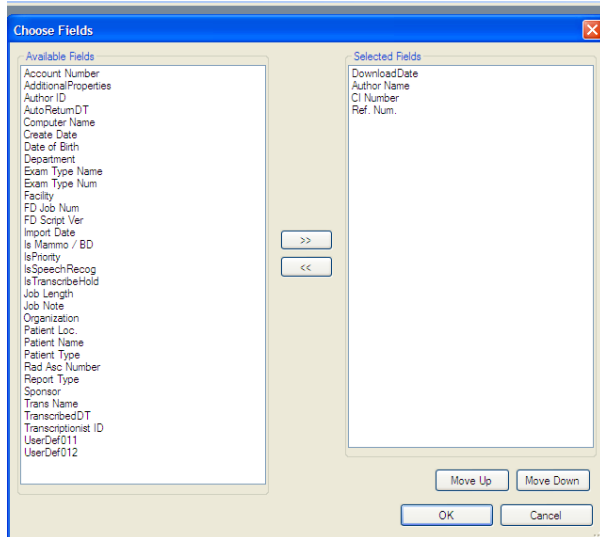 Choose Fields
Available Fields
Account Number
AdditionalProperties
Author ID
AutoReturnDT
Computer Name
Create Date
Date of Birth
Department
Exam Type Name
Exam Type Num
Facility
FD Job Num
FD Script Ver
Import Date
Is Mammo / BD
IsPriority
IsSpeechRecog
IsTranscribeHold
Job Length
Job Note
Organization
Patient Loc.
Patient Name
Patient Type
Rad Asc Number
Report Type
Sponsor
Trans Name
TranscribedDT
Transcriptionist ID
UserDef011
UserDef012
>>
<<
Selected Fields
DownloadDate
Author Name
CI Number
Ref. Num.
Move Up
Move Down
OK
Cancel